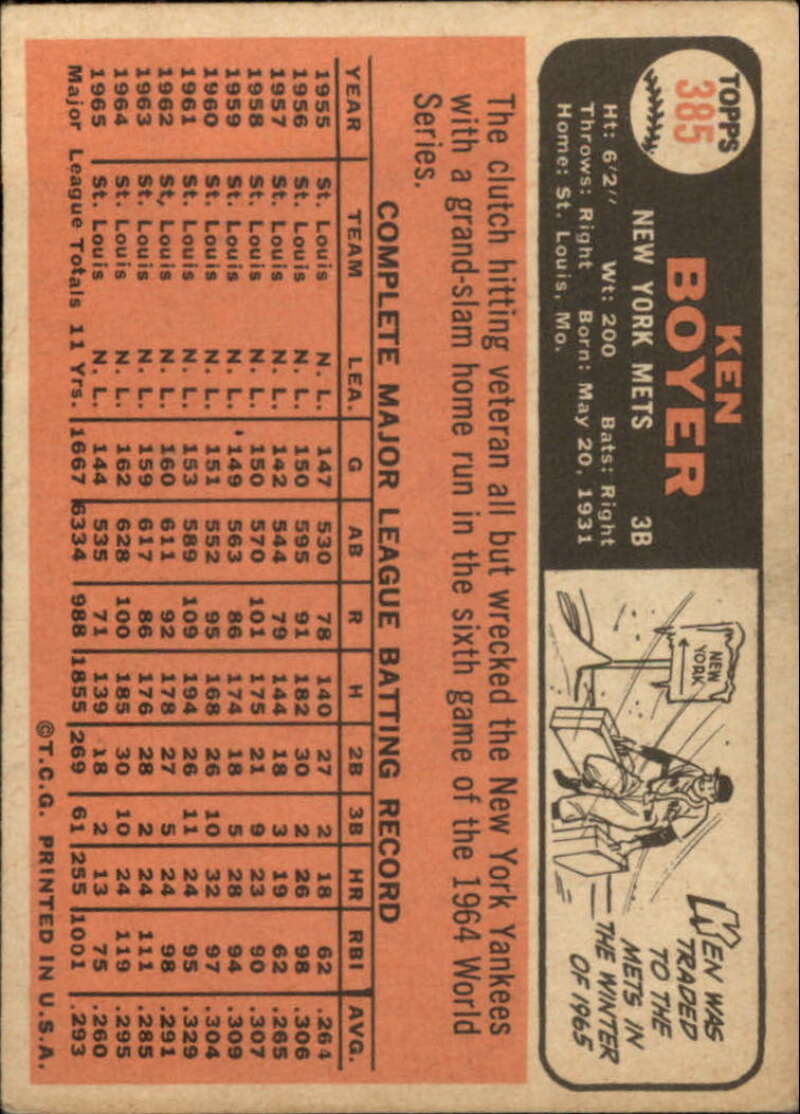 TOPPS
385
KEN
BOYER
NEW YORK METS 3B
Ht: 6'2" Wt: 200 Bats: Right
Throws: Right Born: May 20, 1931
Home: St. Louis, Mo.
NEW
YORK
KEN WAS
TRADED
TO THE
METS IN
THE WINTER
OF 1965
The clutch hitting veteran all but wrecked the New York Yankees
with a grand-slam home run in the sixth game of the 1964 World
Series.
COMPLETE MAJOR LEAGUE BATTING RECORD
YEAR TEAM LEA. G AB R H 2B 3B HR RBI AVG.
1955 St. Louis N. L. 147 530 78 140 27 2 18 62 .264
1956 St. Louis N. L. 150 595 91 182 30 2 26 98 .306
1957 St. Louis N. L. 142 544 79 144 18 3 19 62 .265
1958 St. Louis N. L. 150 570 101 175 21 9 23 90 .307
1959 St. Louis N. L. 149 563 86 174 18 5 28 94 .309
1960 St. Louis N. L. 151 552 95 168 26 10 32 97 .304
1961 St. Louis N. L. 153 589 109 194 26 11 24 95 .329
1962 St, Louis N. L. 160 611 92 178 27 5 24 98 .291
1963 St. Louis N. L. 159 617 86 176 28 2 24 111 .285
1964 St. Louis N. L. 162 628 100 185 30 10 24 119 .295
1965 St. Louis N. L. 144 535 71 139 18 2 13 75 .260
Major League Totals 11 Yrs. 1667 6334 988 1855 269 61 255 1001 .293
©T.C.G. PRINTED IN U.S.A.